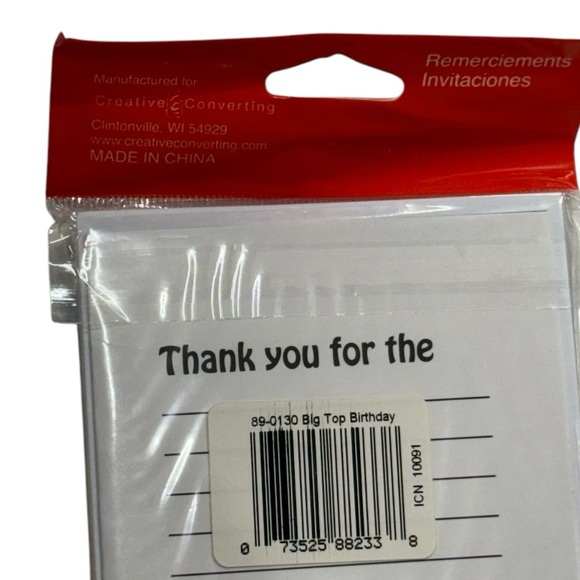 Manufactured for
Creative Converting
Clintonville, WI 54929
www.creativeconverting.com
MADE IN CHINA
Remerciements
Invitaciones
Thank you for the
89-0130 Big Top Birthday
ICN 10091
0 73525 88233 8